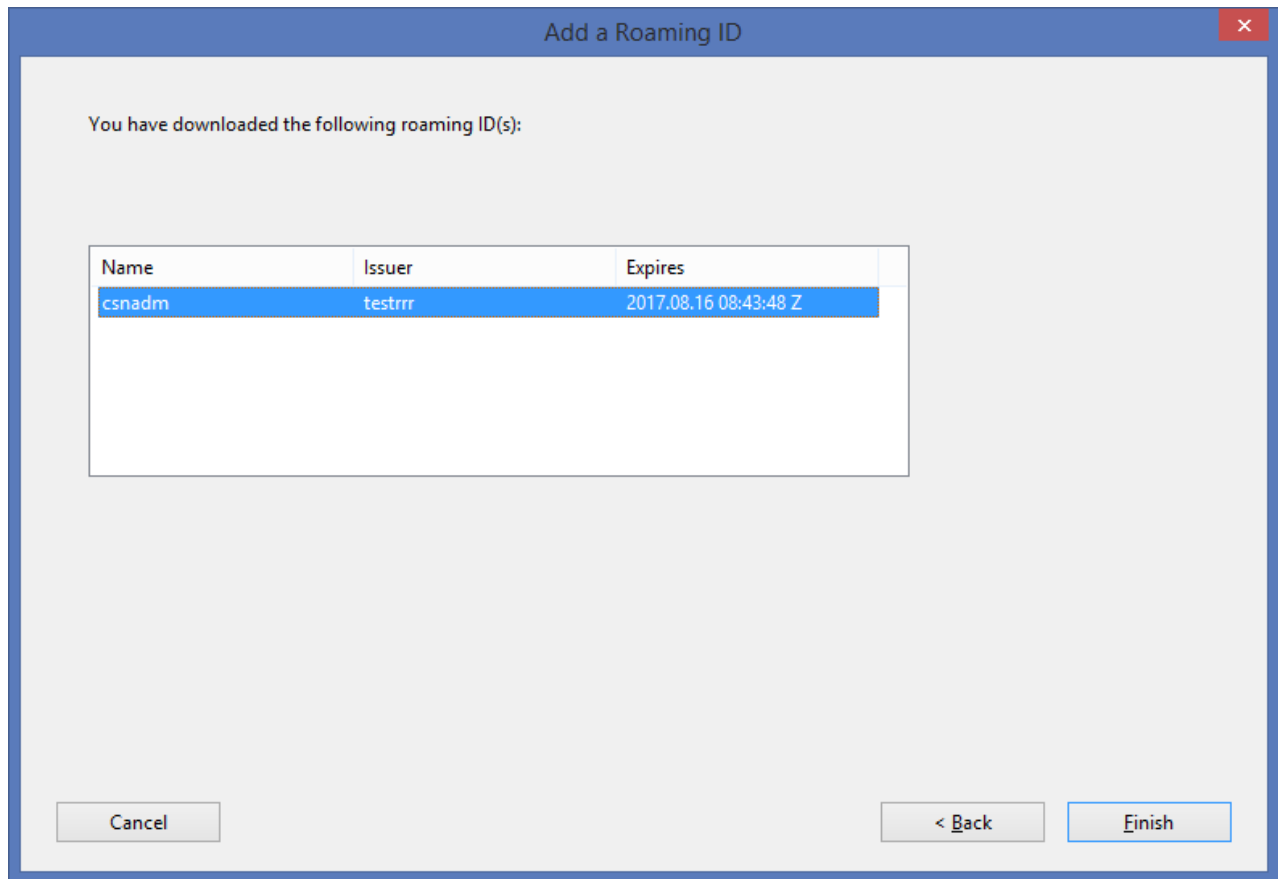 Add a Roaming ID
You have downloaded the following roaming ID(s):
Name Issuer Expires
csnadm testrrr 2017.08.16 08:43:48 Z
Cancel < Back Finish